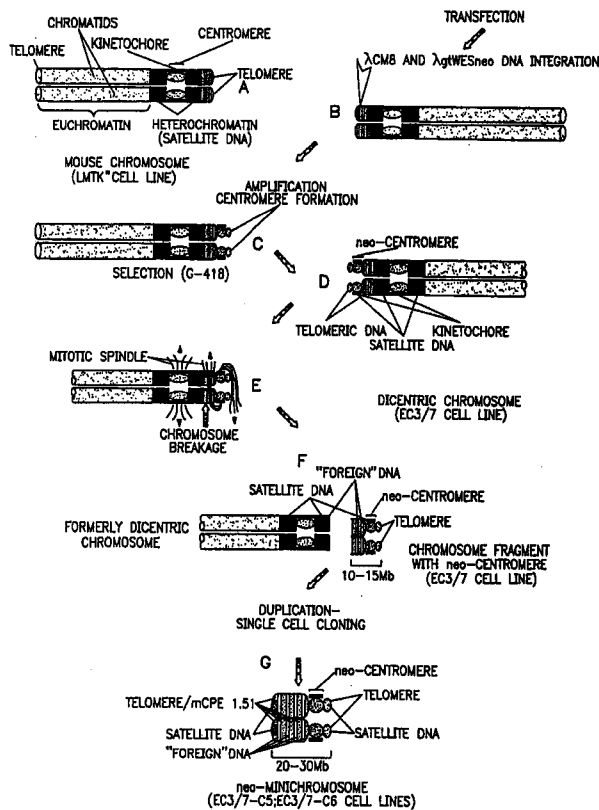 CHROMATIDS
CENTROMERE
KINETOCHORE
TELOMERE
TELOMERE
A
EUCHROMATIN
HETEROCHROMATIN
(SATELLITE DNA)
MOUSE CHROMOSOME
(LMTK⁻ CELL LINE)
TRANSFECTION
λCM8 AND λgtWESneo DNA INTEGRATION
B
AMPLIFICATION
CENTROMERE FORMATION
SELECTION (G-418)
C
neo-CENTROMERE
D
TELOMERIC DNA
KINETOCHORE
SATELLITE DNA
DICENTRIC CHROMOSOME
(EC3/7 CELL LINE)
MITOTIC SPINDLE
E
CHROMOSOME
BREAKAGE
F
"FOREIGN" DNA
SATELLITE DNA
neo-CENTROMERE
TELOMERE
FORMERLY DICENTRIC
CHROMOSOME
10-15Mb
CHROMOSOME FRAGMENT
WITH neo-CENTROMERE
(EC3/7 CELL LINE)
DUPLICATION-
SINGLE CELL CLONING
G
neo-CENTROMERE
TELOMERE/mCPE 1.51
TELOMERE
SATELLITE DNA
SATELLITE DNA
"FOREIGN" DNA
20-30Mb
neo-MINICHROMOSOME
(EC3/7-C5;EC3/7-C6 CELL LINES)